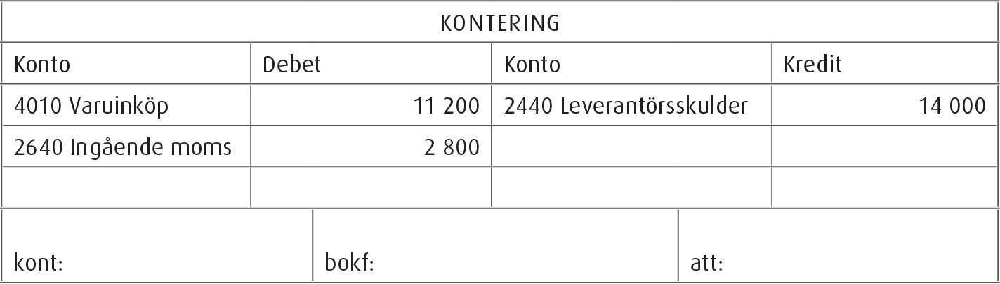 KONTERING
Konto Debet Konto Kredit
4010 Varuinköp 11 200 2440 Leverantörsskulder 14 000
2640 Ingående moms 2 800
kont: bokf: att: